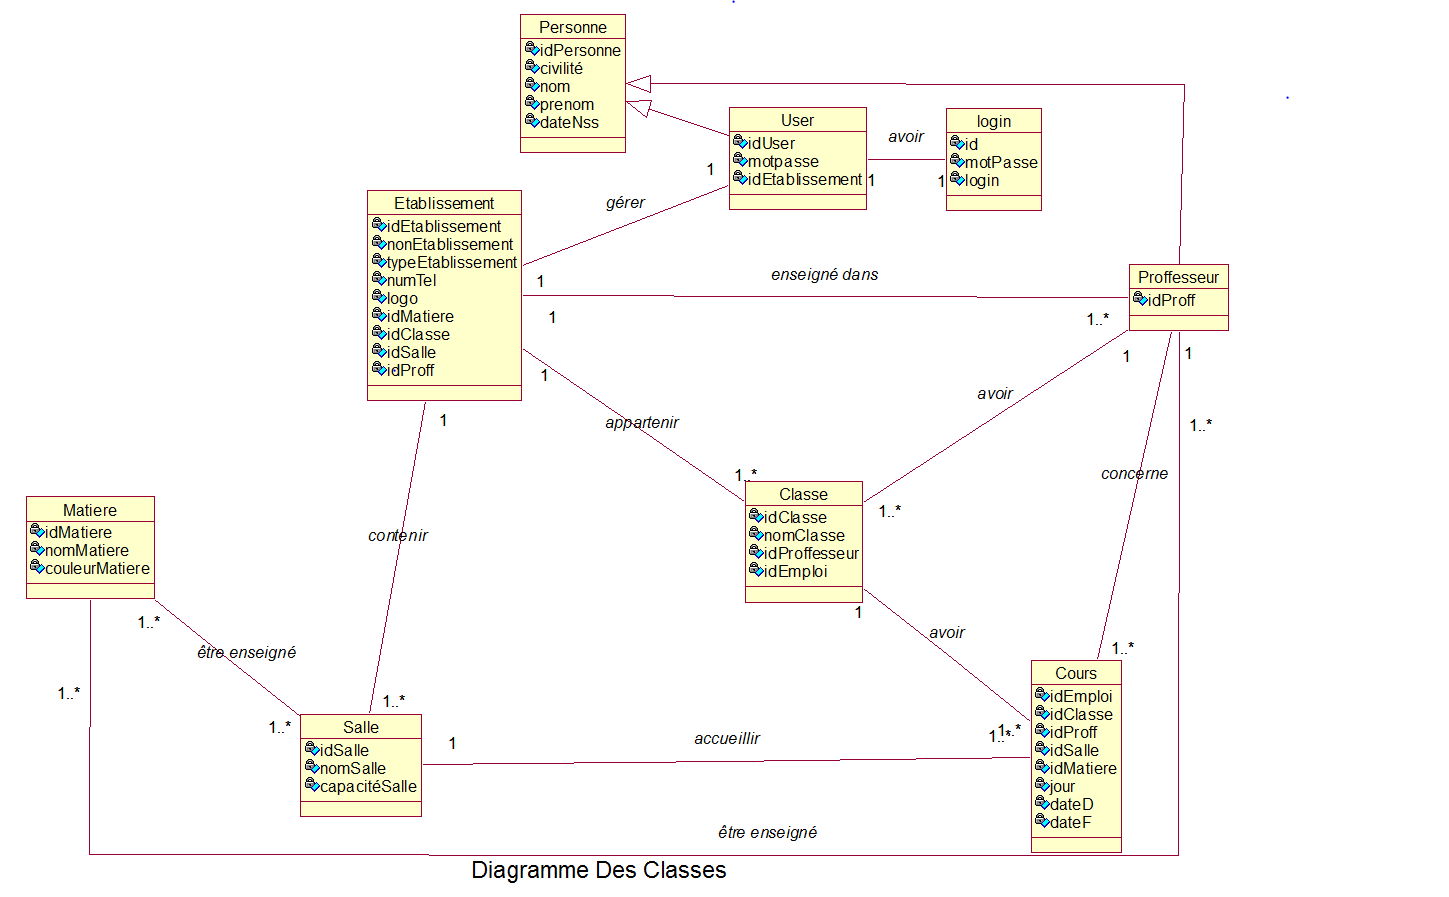 Personne
idPersonne
civilité
nom
prenom
dateNss
User
idUser
motpasse
idEtablissement
avoir
1
1
login
id
motPasse
login
1
gérer
1
Etablissement
idEtablissement
nonEtablissement
typeEtablissement
numTel
logo
idMatiere
idClasse
idSalle
idProff
enseigné dans
1
1..*
Proffesseur
idProff
1
1
1..*
1
appartenir
1..*
avoir
1..*
1
contenir
1..*
concerne
1..*
Classe
idClasse
nomClasse
idProffesseur
idEmploi
1
avoir
1..*
Matiere
idMatiere
nomMatiere
couleurMatiere
1..*
être enseigné
1..*
1..*
Salle
idSalle
nomSalle
capacitéSalle
1
accueillir
1..*
Cours
idEmploi
idClasse
idProff
idSalle
idMatiere
jour
dateD
dateF
être enseigné
Diagramme Des Classes